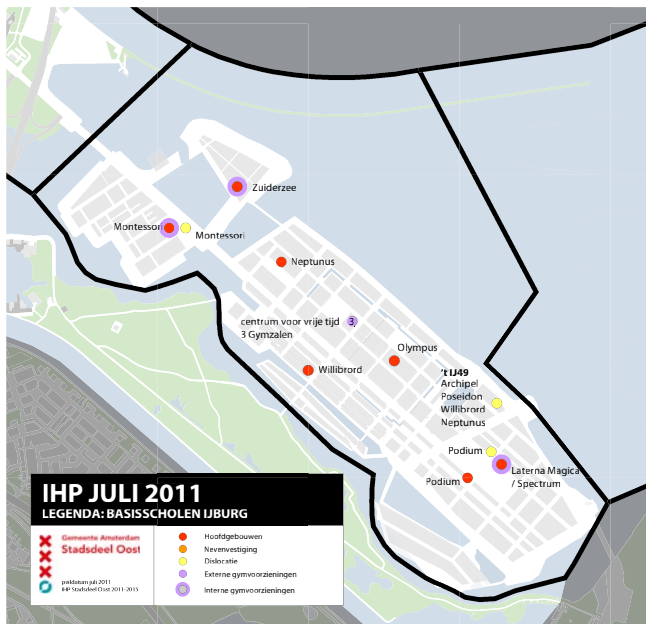 Zuiderzee
Montessori
Montessori
Neptunus
centrum voor vrije tijd
3 Gymzalen
3
Olympus
Willibrord
't IJ49
Archipel
Poseidon
Willibrord
Neptunus
Podium
Laterna Magica
/ Spectrum
Podium
IHP JULI 2011
LEGENDA: BASISSCHOLEN IJBURG
Gemeente Amsterdam
Stadsdeel Oost
peildatum juli 2011
IHP Stadsdeel Oost 2011-2015
Hoofdgebouwen
Nevenvestiging
Dislocatie
Externe gymvoorzieningen
Interne gymvoorzieningen